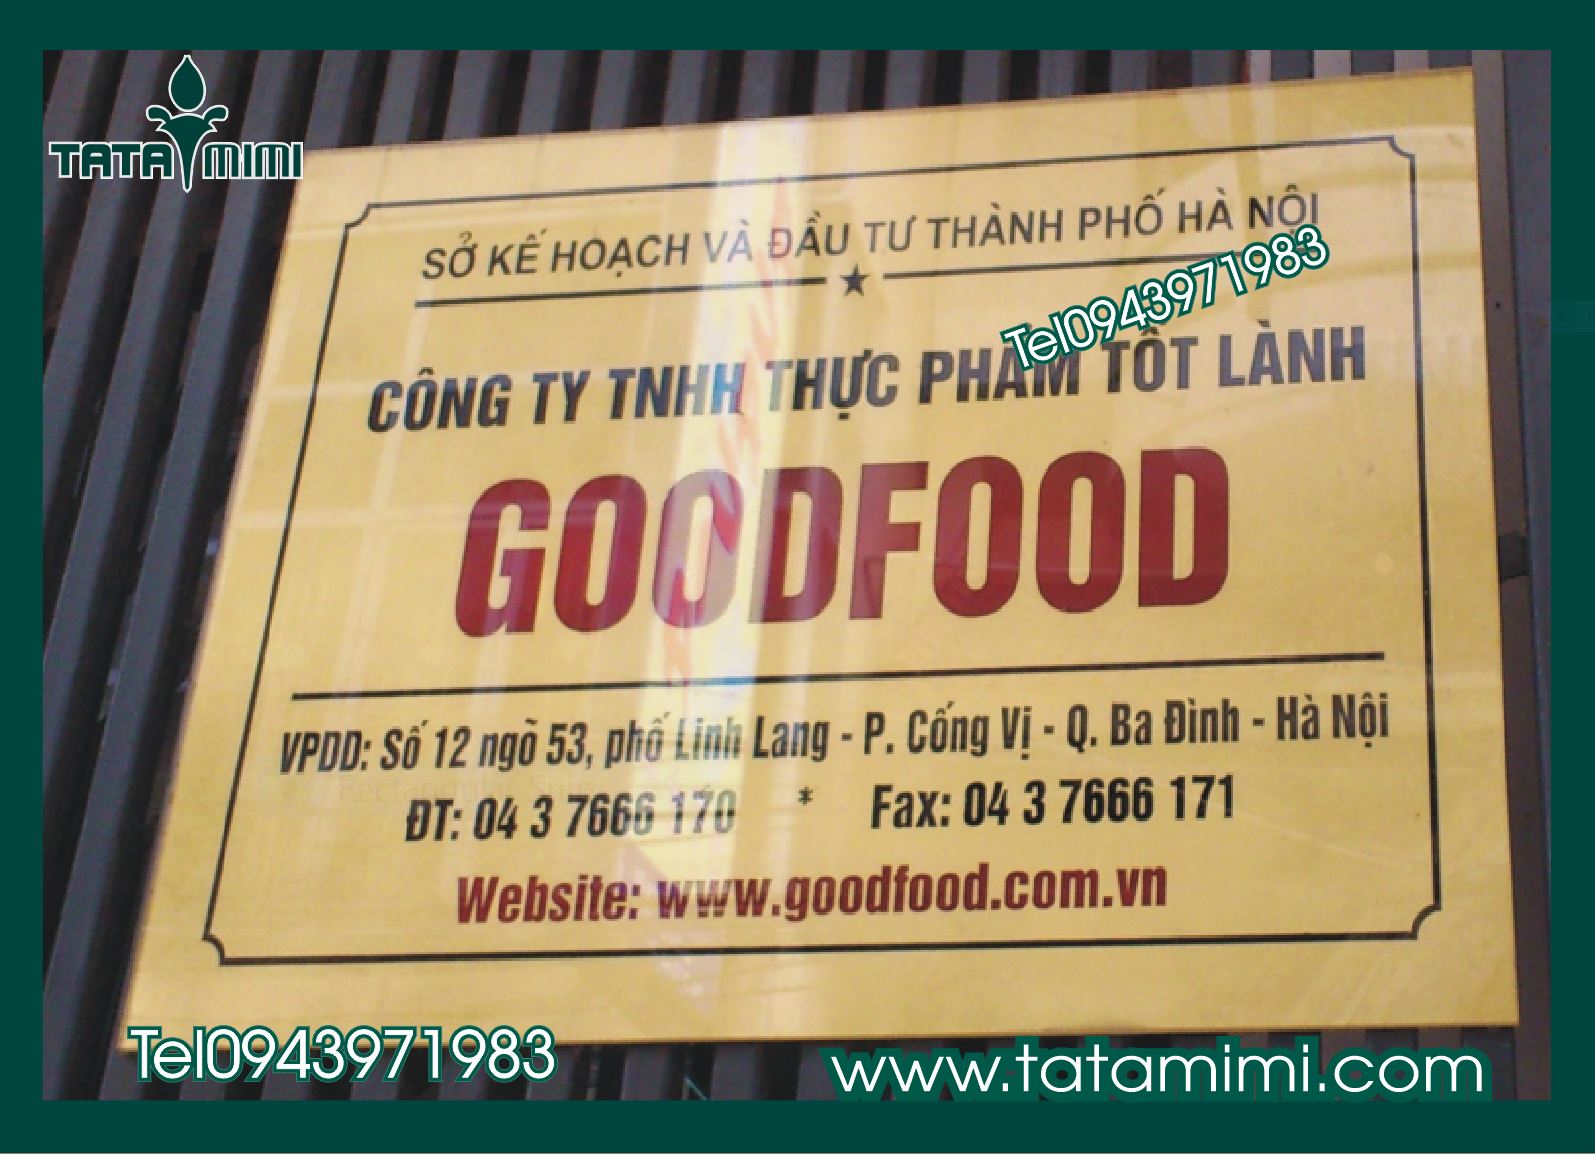 TATA MIMI
SỞ KẾ HOẠCH VÀ ĐẦU TƯ THÀNH PHỐ HÀ NỘI
Tel0943971983
CÔNG TY TNHH THỰC PHẨM TỐT LÀNH
GOODFOOD
VPDD: Số 12 ngõ 53, phố Linh Lang - P. Cống Vị - Q. Ba Đình - Hà Nội
ĐT: 04 3 7666 170 * Fax: 04 3 7666 171
Website: www.goodfood.com.vn
Tel0943971983
www.tatamimi.com